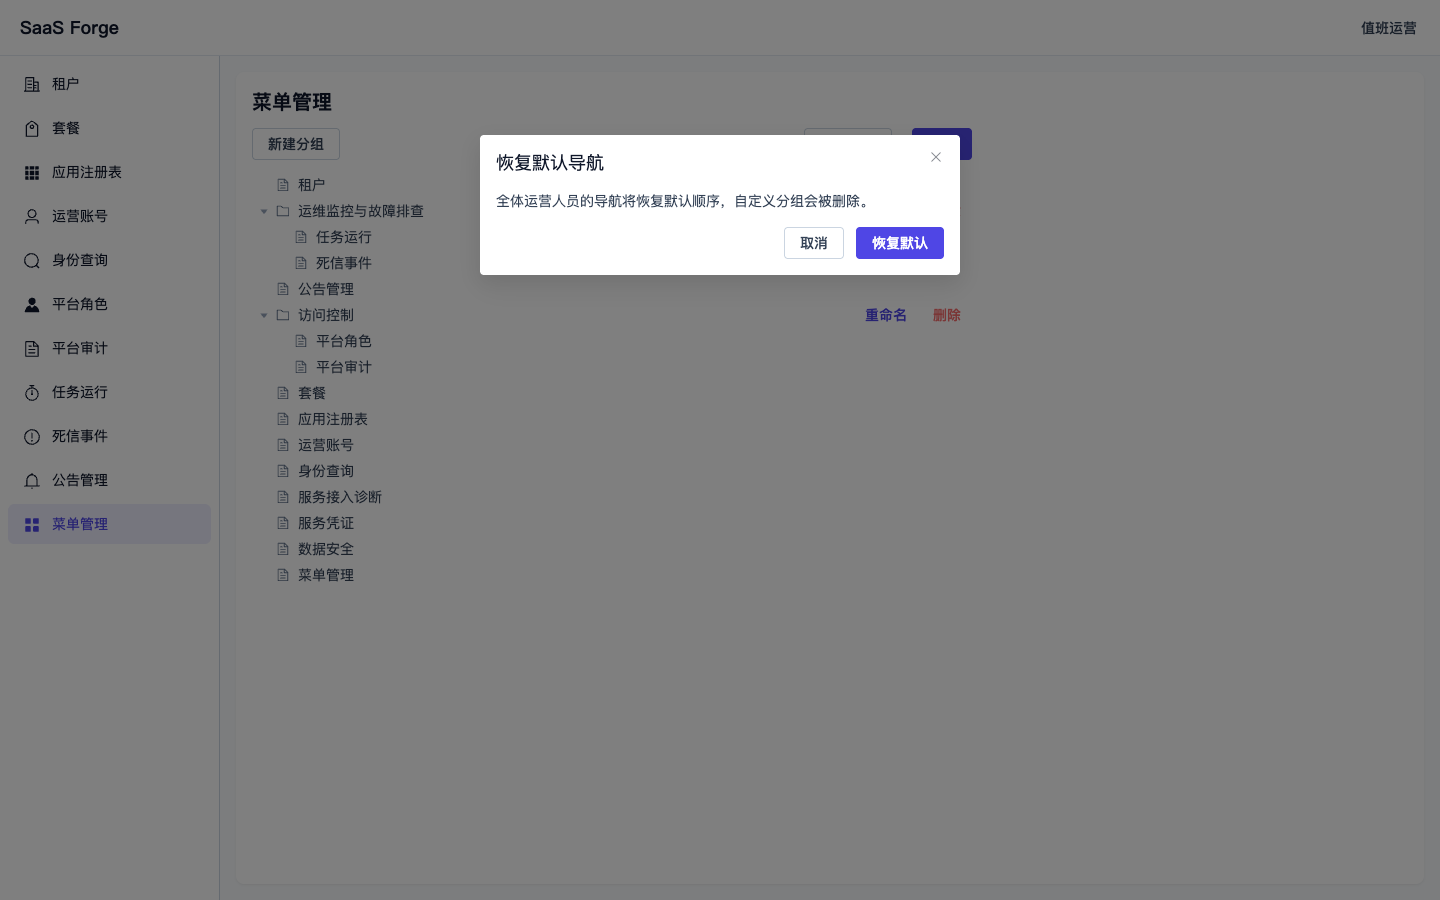 SaaS Forge
值班运营
租户
套餐
应用注册表
运营账号
身份查询
平台角色
平台审计
任务运行
死信事件
公告管理
菜单管理
菜单管理
新建分组
租户
运维监控与故障排查
任务运行
死信事件
公告管理
访问控制
重命名
删除
平台角色
平台审计
套餐
应用注册表
运营账号
身份查询
服务接入诊断
服务凭证
数据安全
菜单管理
恢复默认导航
全体运营人员的导航将恢复默认顺序，自定义分组会被删除。
取消
恢复默认